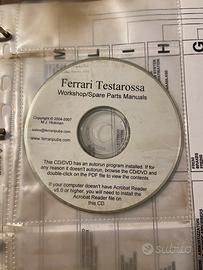 Ferrari Testarossa
Workshop/Spare Parts Manuals
Copyright © 2004-2007
sales@ferraripubs.com
www.ferraripubs.com
This CD/DVD has an autorun program installed. If for
any reason it doesn't autorun, browse the CD/DVD and
double-click on the PDF file to view the contents.
If your computer doesn't have Acrobat Reader
v6.0 or higher, you will need to install the
Acrobat Reader file on
this CD
subito